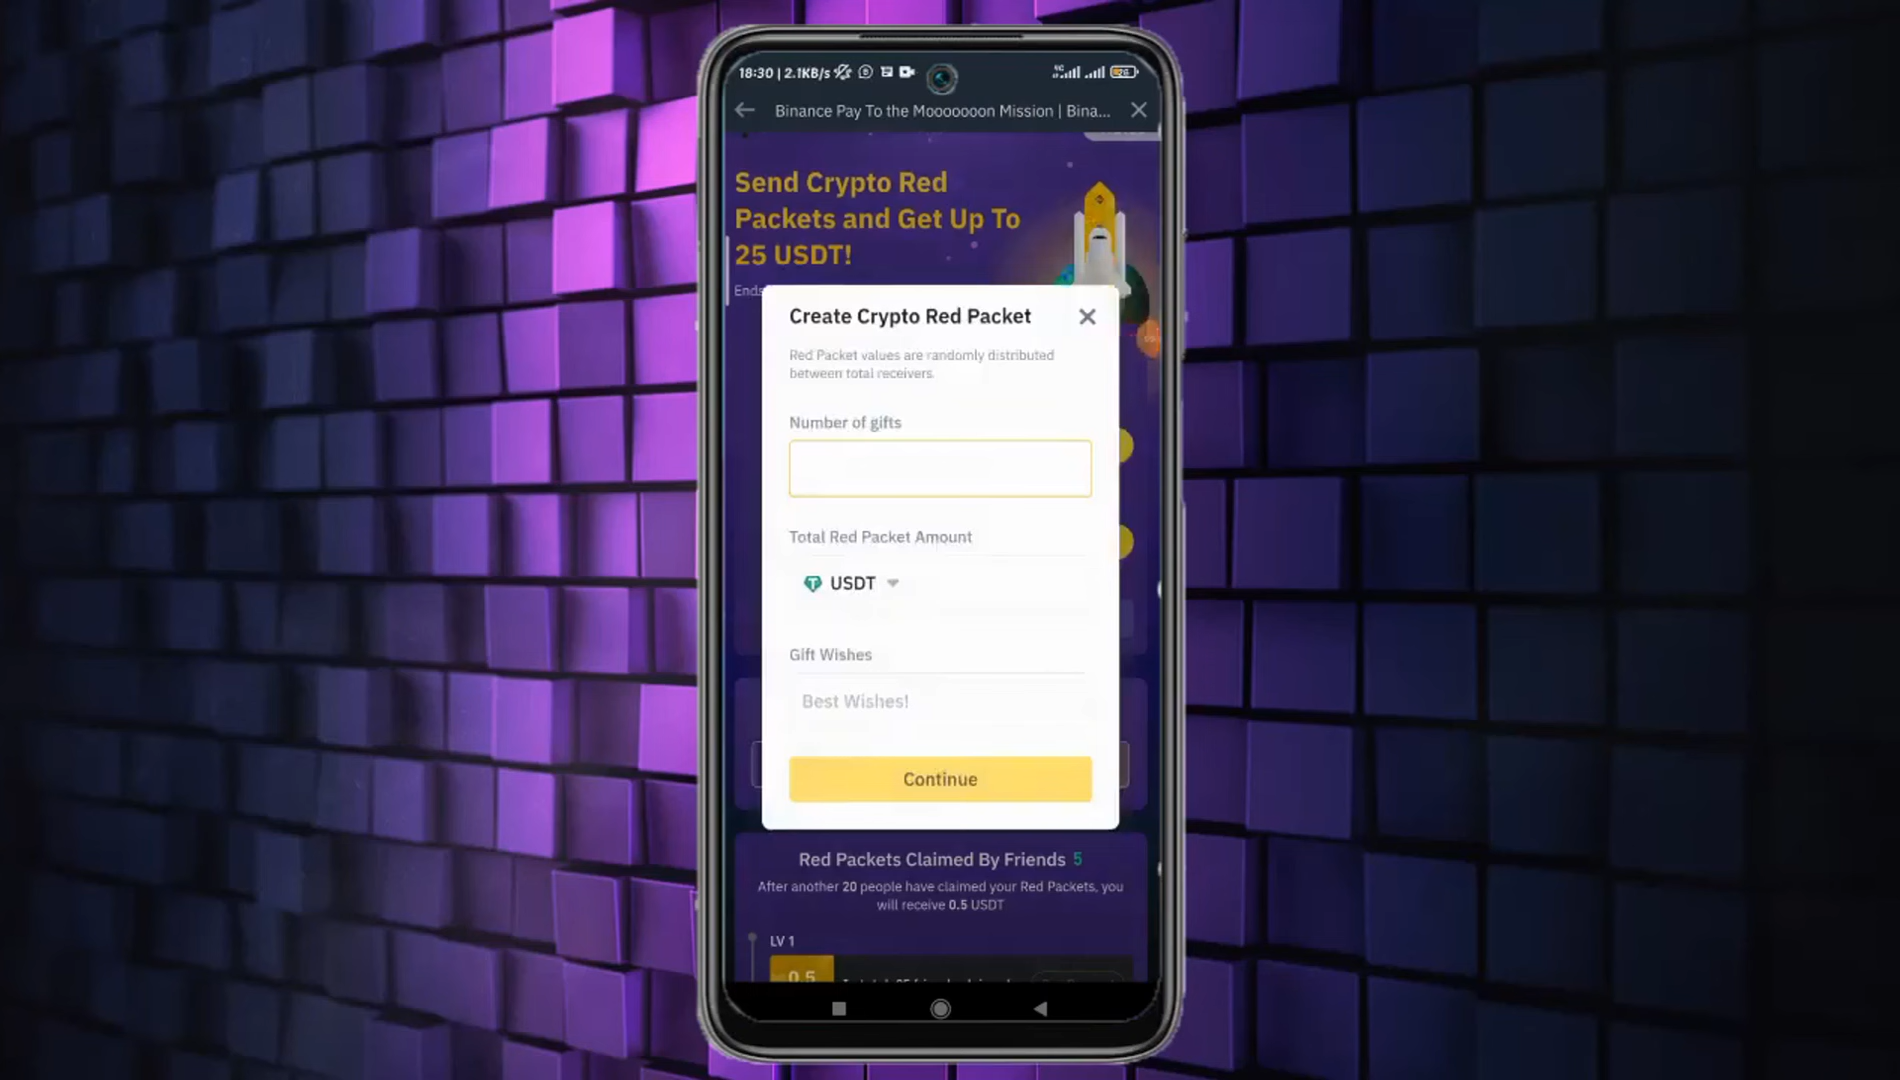 18:30 | 2.1KB/s
Binance Pay To the Mooooooon Mission | Bina...
Send Crypto Red
Packets and Get Up To
25 USDT!
Ends
Create Crypto Red Packet
Red Packet values are randomly distributed
between total receivers.
Number of gifts
Total Red Packet Amount
USDT
Gift Wishes
Best Wishes!
Continue
Red Packets Claimed By Friends 5
After another 20 people have claimed your Red Packets, you
will receive 0.5 USDT
LV 1
0.5